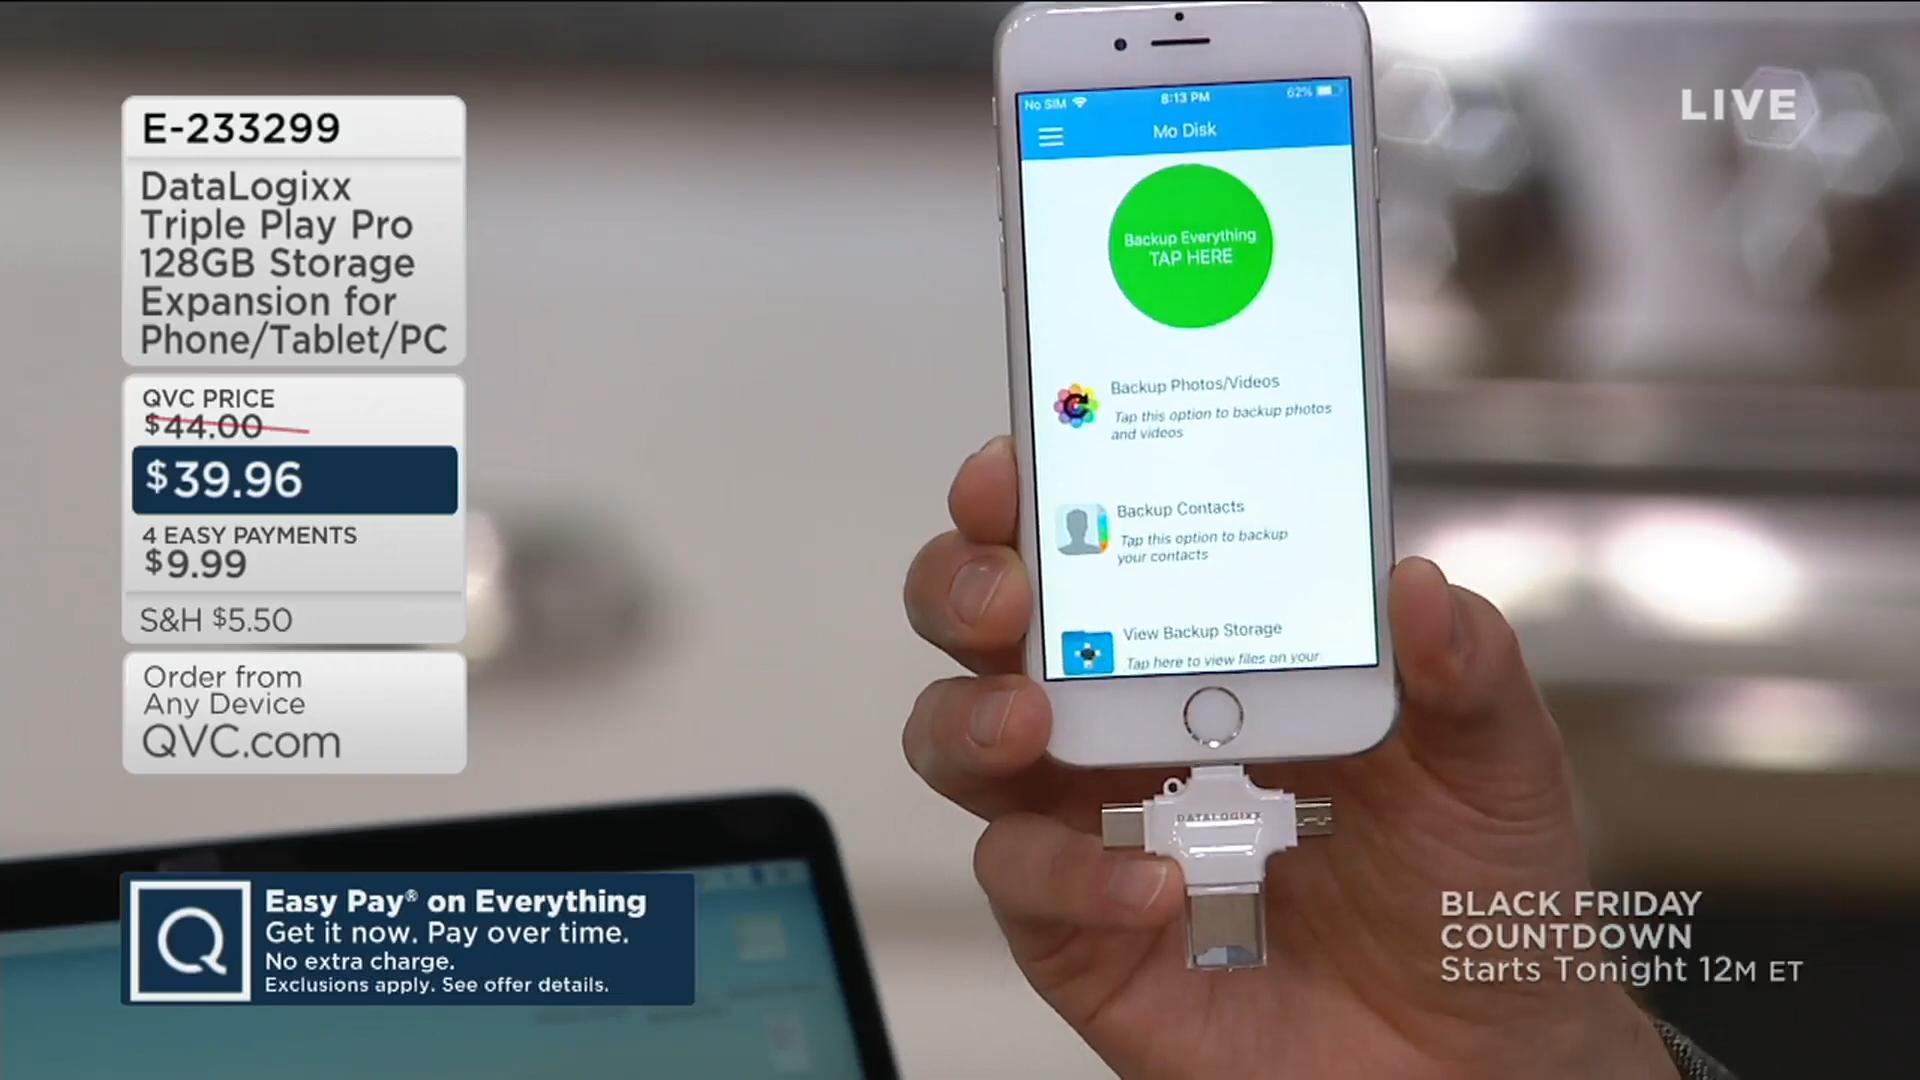 E-233299
DataLogixx
Triple Play Pro
128GB Storage
Expansion for
Phone/Tablet/PC
QVC PRICE
$44.00
$39.96
4 EASY PAYMENTS
$9.99
S&H $5.50
Order from
Any Device
QVC.com
Q
Easy Pay® on Everything
Get it now. Pay over time.
No extra charge.
Exclusions apply. See offer details.
No SIM
8:13 PM
62%
Mo Disk
Backup Everything
TAP HERE
Backup Photos/Videos
Tap this option to backup photos
and videos
Backup Contacts
Tap this option to backup
your contacts
View Backup Storage
Tap here to view files on your
DATALOGIXX
LIVE
BLACK FRIDAY
COUNTDOWN
Starts Tonight 12M ET